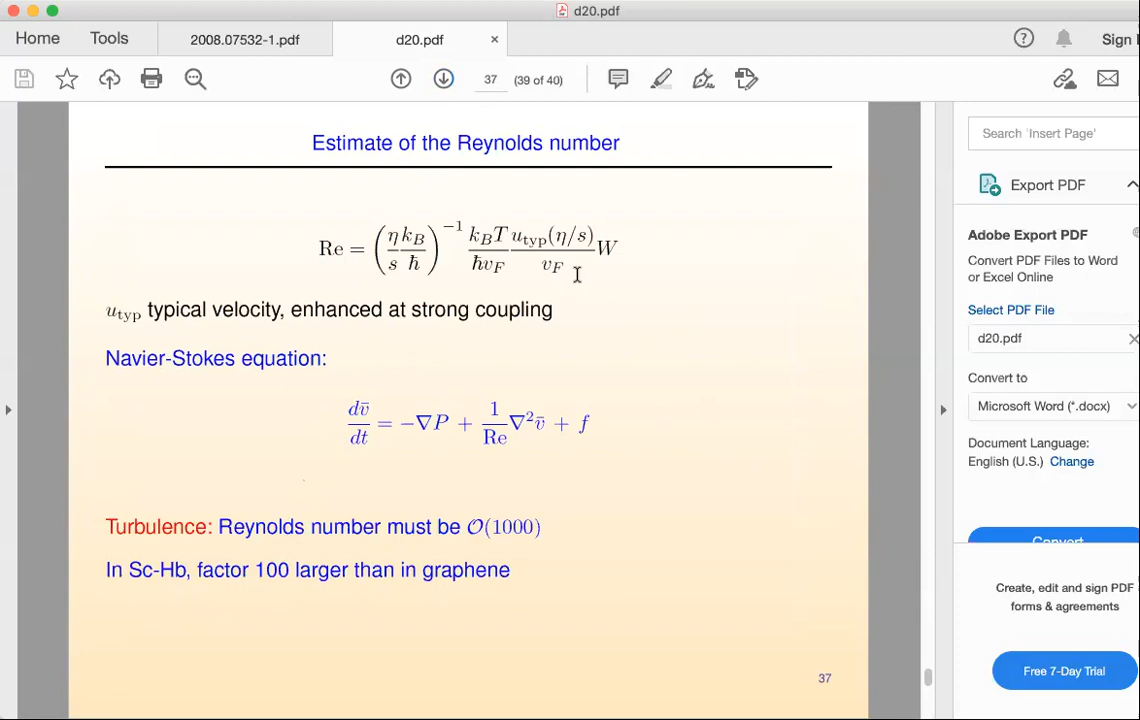 d20.pdf
Home Tools 2008.07532-1.pdf d20.pdf × Sign I
37 (39 of 40)
Estimate of the Reynolds number
Re = (η/s k_B/ħ)^{-1} k_B T/ħv_F u_typ(η/s)/v_F W
u_typ typical velocity, enhanced at strong coupling
Navier-Stokes equation:
dv̄/dt = −∇P + 1/Re ∇²v̄ + f
Turbulence: Reynolds number must be O(1000)
In Sc-Hb, factor 100 larger than in graphene
37
Search 'Insert Page'
Export PDF
Adobe Export PDF
Convert PDF Files to Word
or Excel Online
Select PDF File
d20.pdf
Convert to
Microsoft Word (*.docx)
Document Language:
English (U.S.) Change
Convert
Create, edit and sign PDF
forms & agreements
Free 7-Day Trial